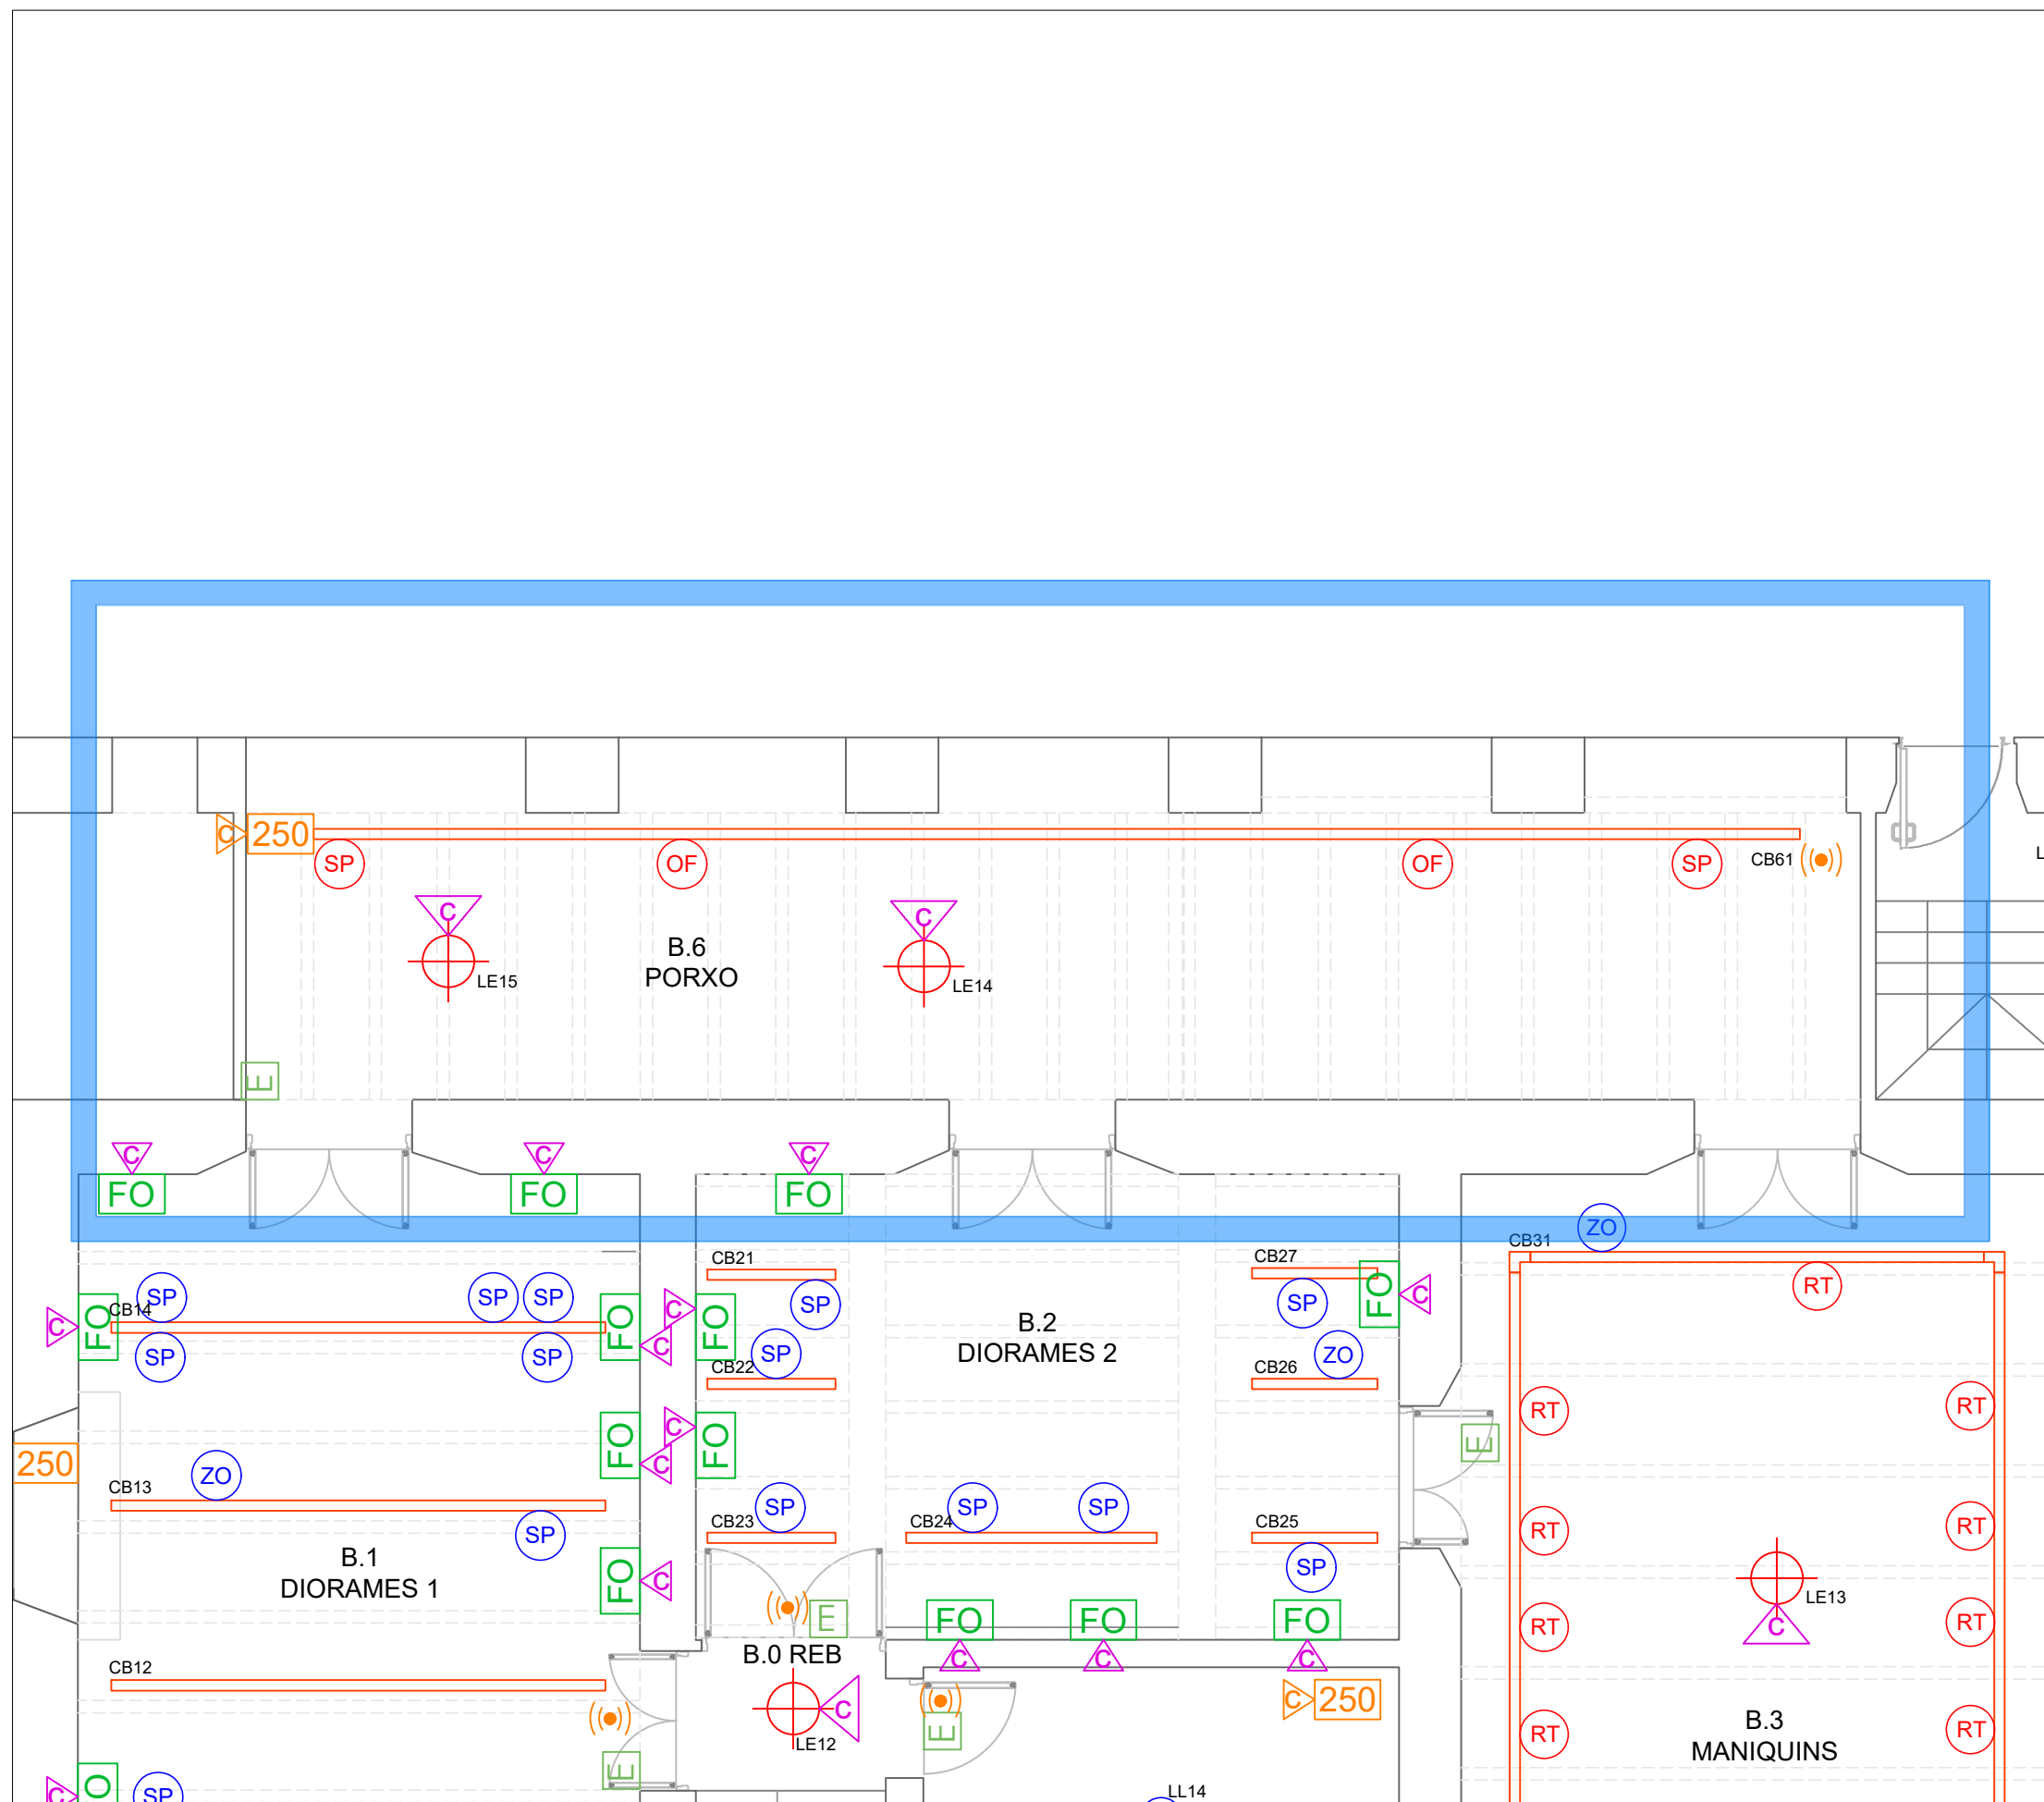 C 250
SP OF OF SP CB61
L
C C
LE15 LE14
B.6
PORXO
E
C C C
FO FO FO
ZO
CB31
CB21 CB27
SP SP SP FO C RT
CB14 C FO FO C FO SP SP
C
B.2
DIORAMES 2
SP SP SP ZO
CB22 CB26
RT RT
C FO FO C
C E
250
ZO
CB13
SP SP SP
CB23 CB24 CB25
SP RT RT
B.1
DIORAMES 1
FO C SP
LE13
C
E FO FO FO RT RT
C C C
B.0 REB
CB12
C 250
C
E
LE12
B.3
MANIQUINS
RT RT
E
C FO SP
LL14